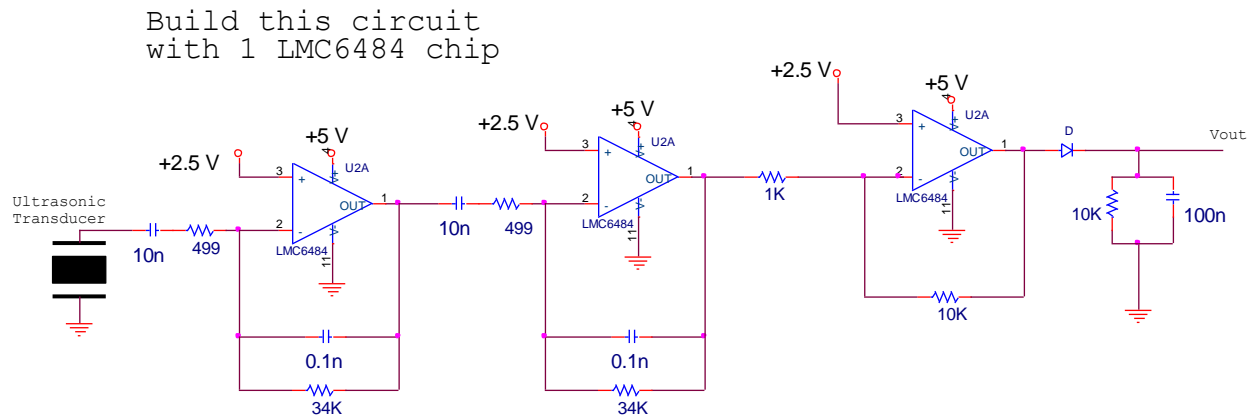 Build this circuit
with 1 LMC6484 chip
Ultrasonic
Transducer
10n
499
+2.5 V
+5 V
3
+
2
-
4
V+
U2A
OUT
1
LMC6484
V-
11
0.1n
34K
10n
499
+2.5 V
+5 V
3
+
2
-
4
V+
U2A
OUT
1
LMC6484
V-
11
0.1n
34K
1K
+2.5 V
+5 V
3
+
2
-
4
V+
U2A
OUT
1
LMC6484
V-
11
10K
D
Vout
10K
100n